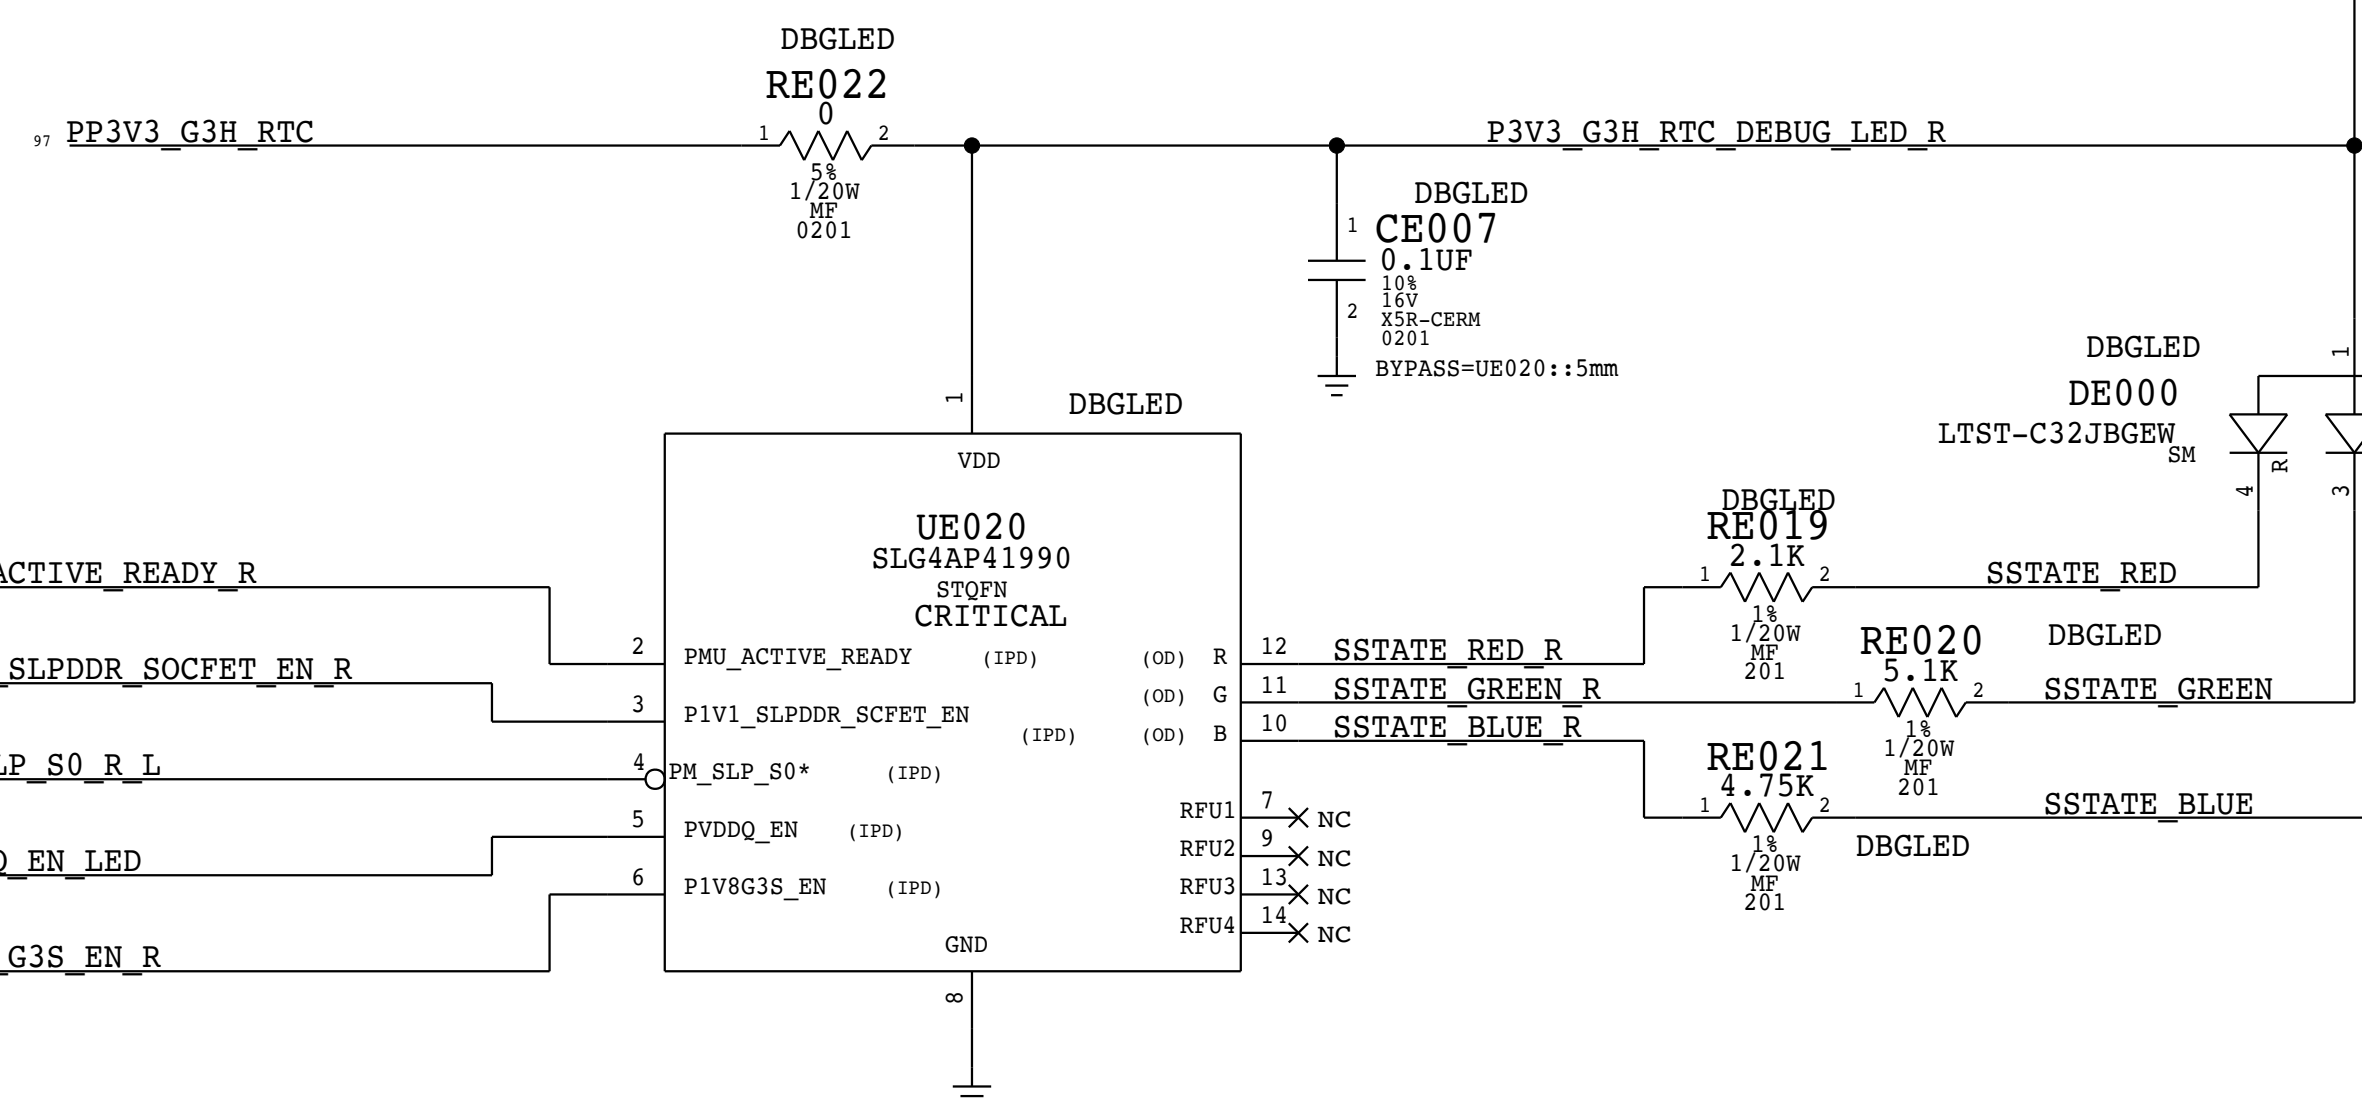 DBGLED
RE022
0
97 PP3V3_G3H_RTC
1
2
5%
1/20W
MF
0201
P3V3_G3H_RTC_DEBUG_LED_R
DBGLED
1
CE007
0.1UF
10%
16V
2
X5R-CERM
0201
BYPASS=UE020::5mm
1
DBGLED
DBGLED
1
DE000
LTST-C32JBGEW
SM
R
4
3
VDD
UE020
SLG4AP41990
STQFN
CRITICAL
DBGLED
RE019
2.1K
1
2
SSTATE_RED
1%
1/20W
MF
201
ACTIVE_READY_R
2
PMU_ACTIVE_READY
(IPD)
(OD)
R
12
SSTATE_RED_R
RE020
DBGLED
5.1K
_SLPDDR_SOCFET_EN_R
3
P1V1_SLPDDR_SCFET_EN
(IPD)
(OD)
G
11
SSTATE_GREEN_R
1
2
SSTATE_GREEN
1%
1/20W
MF
201
(OD)
B
10
SSTATE_BLUE_R
LP_S0_R_L
4
PM_SLP_S0*
(IPD)
RE021
4.75K
1
2
SSTATE_BLUE
1%
1/20W
MF
201
DBGLED
Q_EN_LED
5
PVDDQ_EN
(IPD)
RFU1
7
NC
RFU2
9
NC
_G3S_EN_R
6
P1V8G3S_EN
(IPD)
RFU3
13
NC
RFU4
14
NC
GND
8